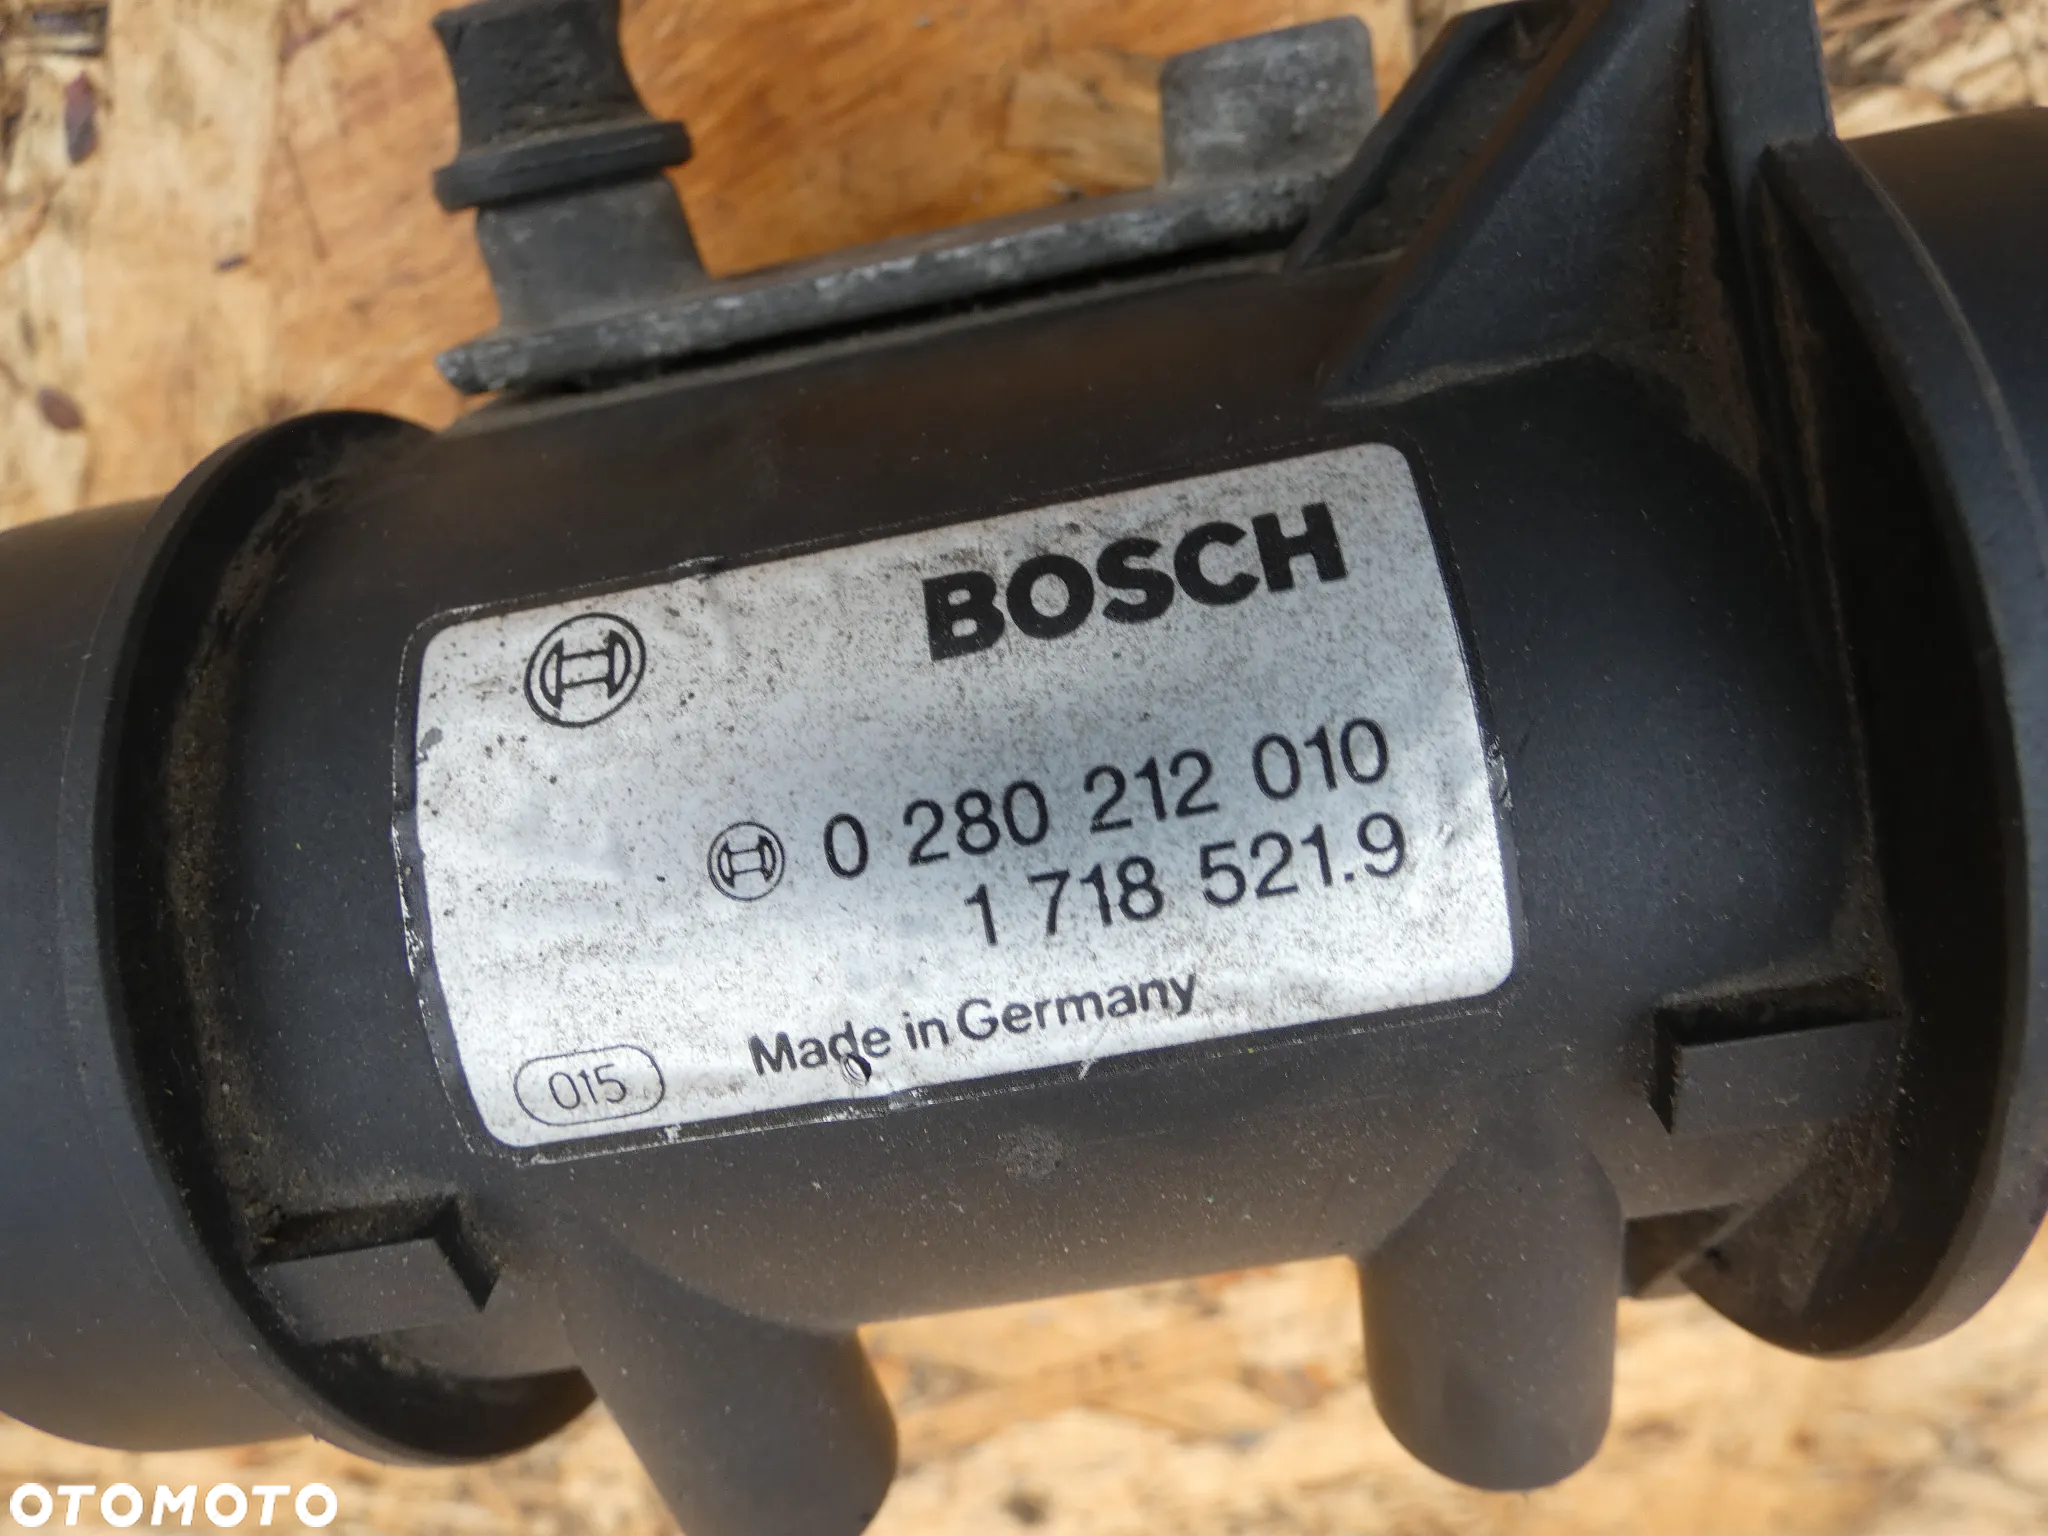 BOSCH
0 280 212 010
1 718 521.9
Made in Germany
015
OTOMOTO